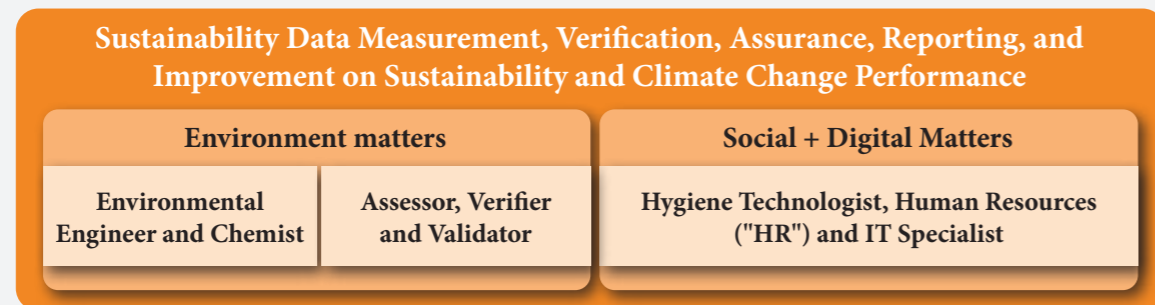 Sustainability Data Measurement, Verification, Assurance, Reporting, and
Improvement on Sustainability and Climate Change Performance
Environment matters
Social + Digital Matters
Environmental
Engineer and Chemist
Assessor, Verifier
and Validator
Hygiene Technologist, Human Resources
("HR") and IT Specialist